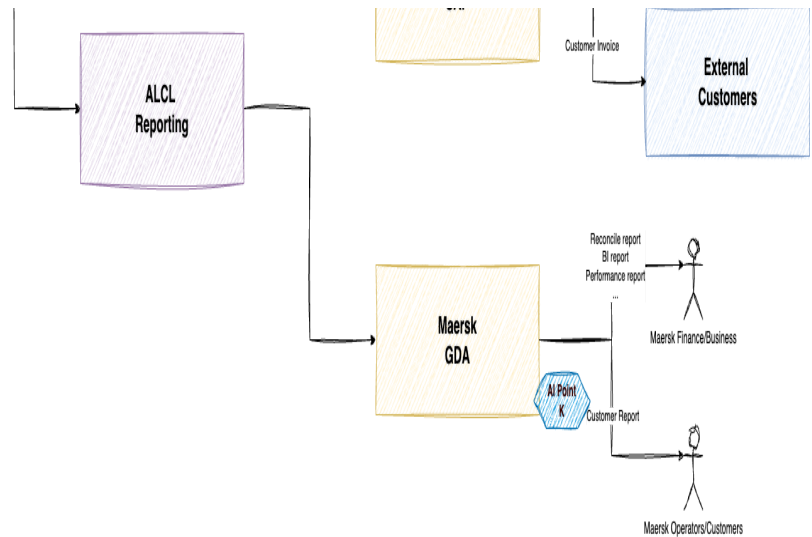 Customer Invoice
External
Customers
ALCL
Reporting
Reconcile report
BI report
Performance report
...
Maersk Finance/Business
Maersk
GDA
AI Point
K
Customer Report
Maersk Operators/Customers